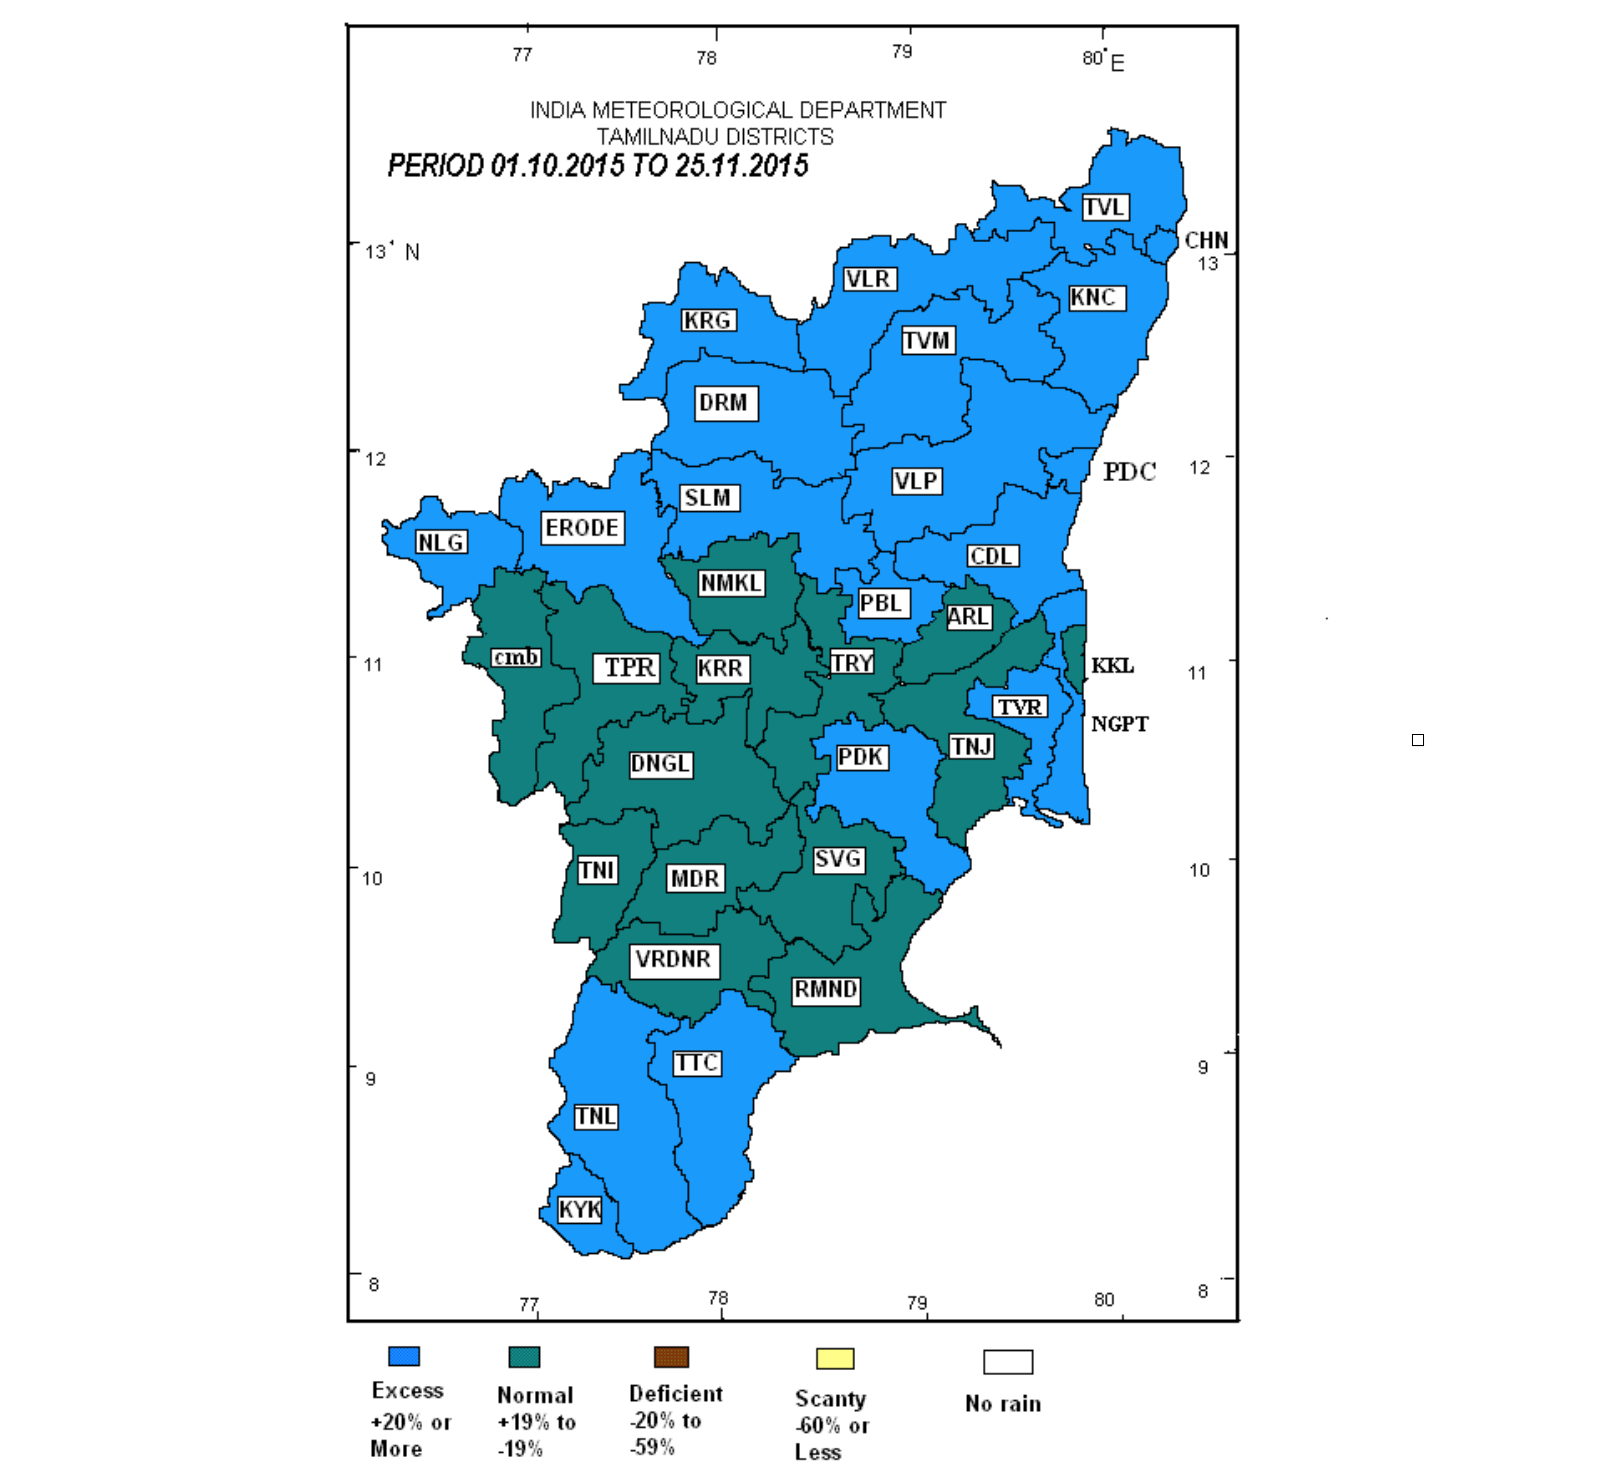 77 78 79 80° E
INDIA METEOROLOGICAL DEPARTMENT
TAMILNADU DISTRICTS
PERIOD 01.10.2015 TO 25.11.2015
TVL
13° N
CHN
13
VLR
KNC
KRG
TVM
DRM
12
PDC
12
VLP
SLM
ERODE
NLG
CDL
NMKL
PBL
ARL
11
cmb
TPR
KRR
TRY
KKL
11
TVR
NGPT
TNJ
PDK
DNGL
SVG
10
TNI
MDR
10
VRDNR
RMND
9
TTC
9
TNL
KYK
8
8
77 78 79 80
Excess
+20% or
More
Normal
+19% to
-19%
Deficient
-20% to
-59%
Scanty
-60% or
Less
No rain